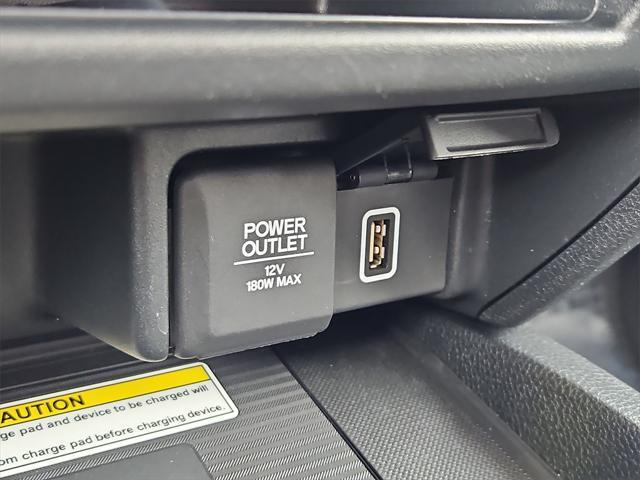 POWER
OUTLET
12V
180W MAX
AUTION
ge pad and device to be charged will
om charge pad before charging device.